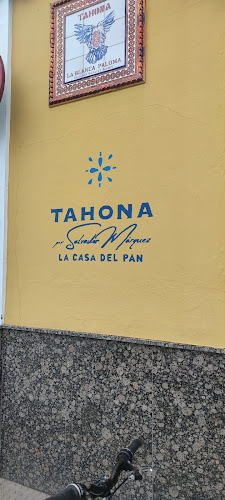 TAHONA
LA BLANCA PALOMA
TAHONA
por Salvador Márquez
LA CASA DEL PAN